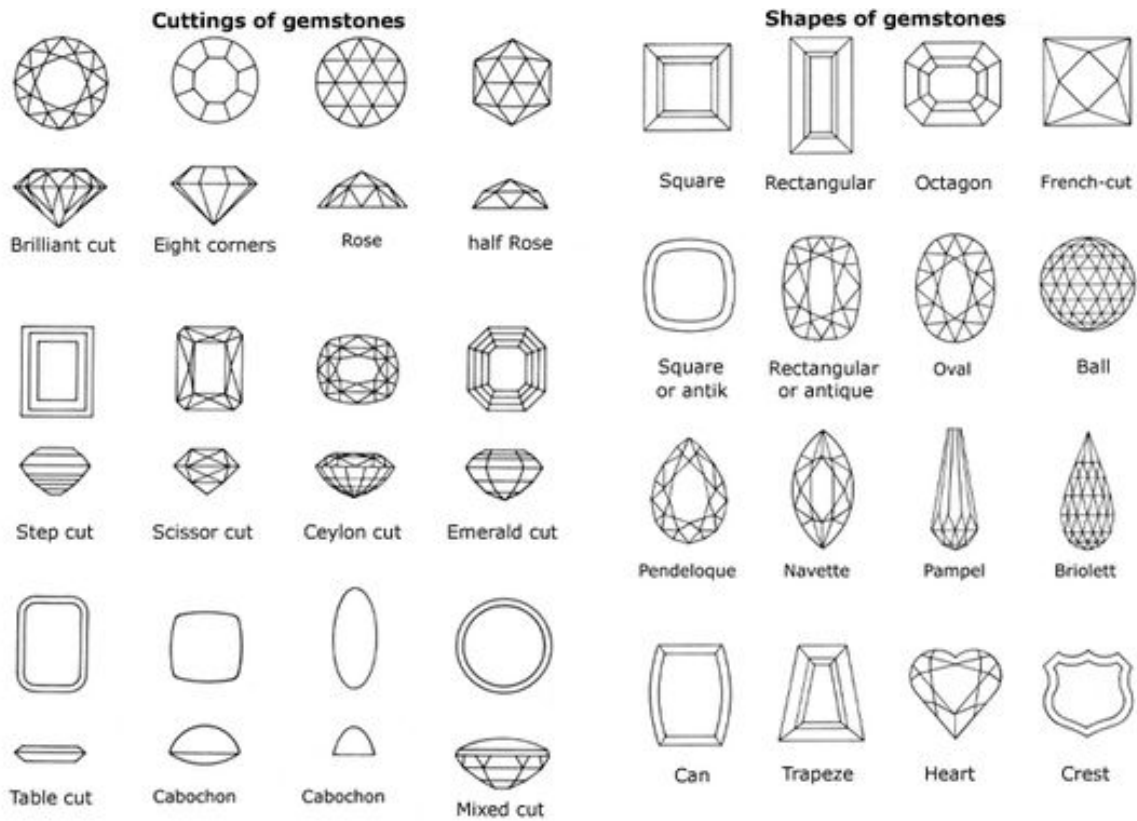 Cuttings of gemstones
Brilliant cut
Eight corners
Rose
half Rose
Step cut
Scissor cut
Ceylon cut
Emerald cut
Table cut
Cabochon
Cabochon
Mixed cut
Shapes of gemstones
Square
Rectangular
Octagon
French-cut
Square
or antik
Rectangular
or antique
Oval
Ball
Pendeloque
Navette
Pampel
Briolett
Can
Trapeze
Heart
Crest